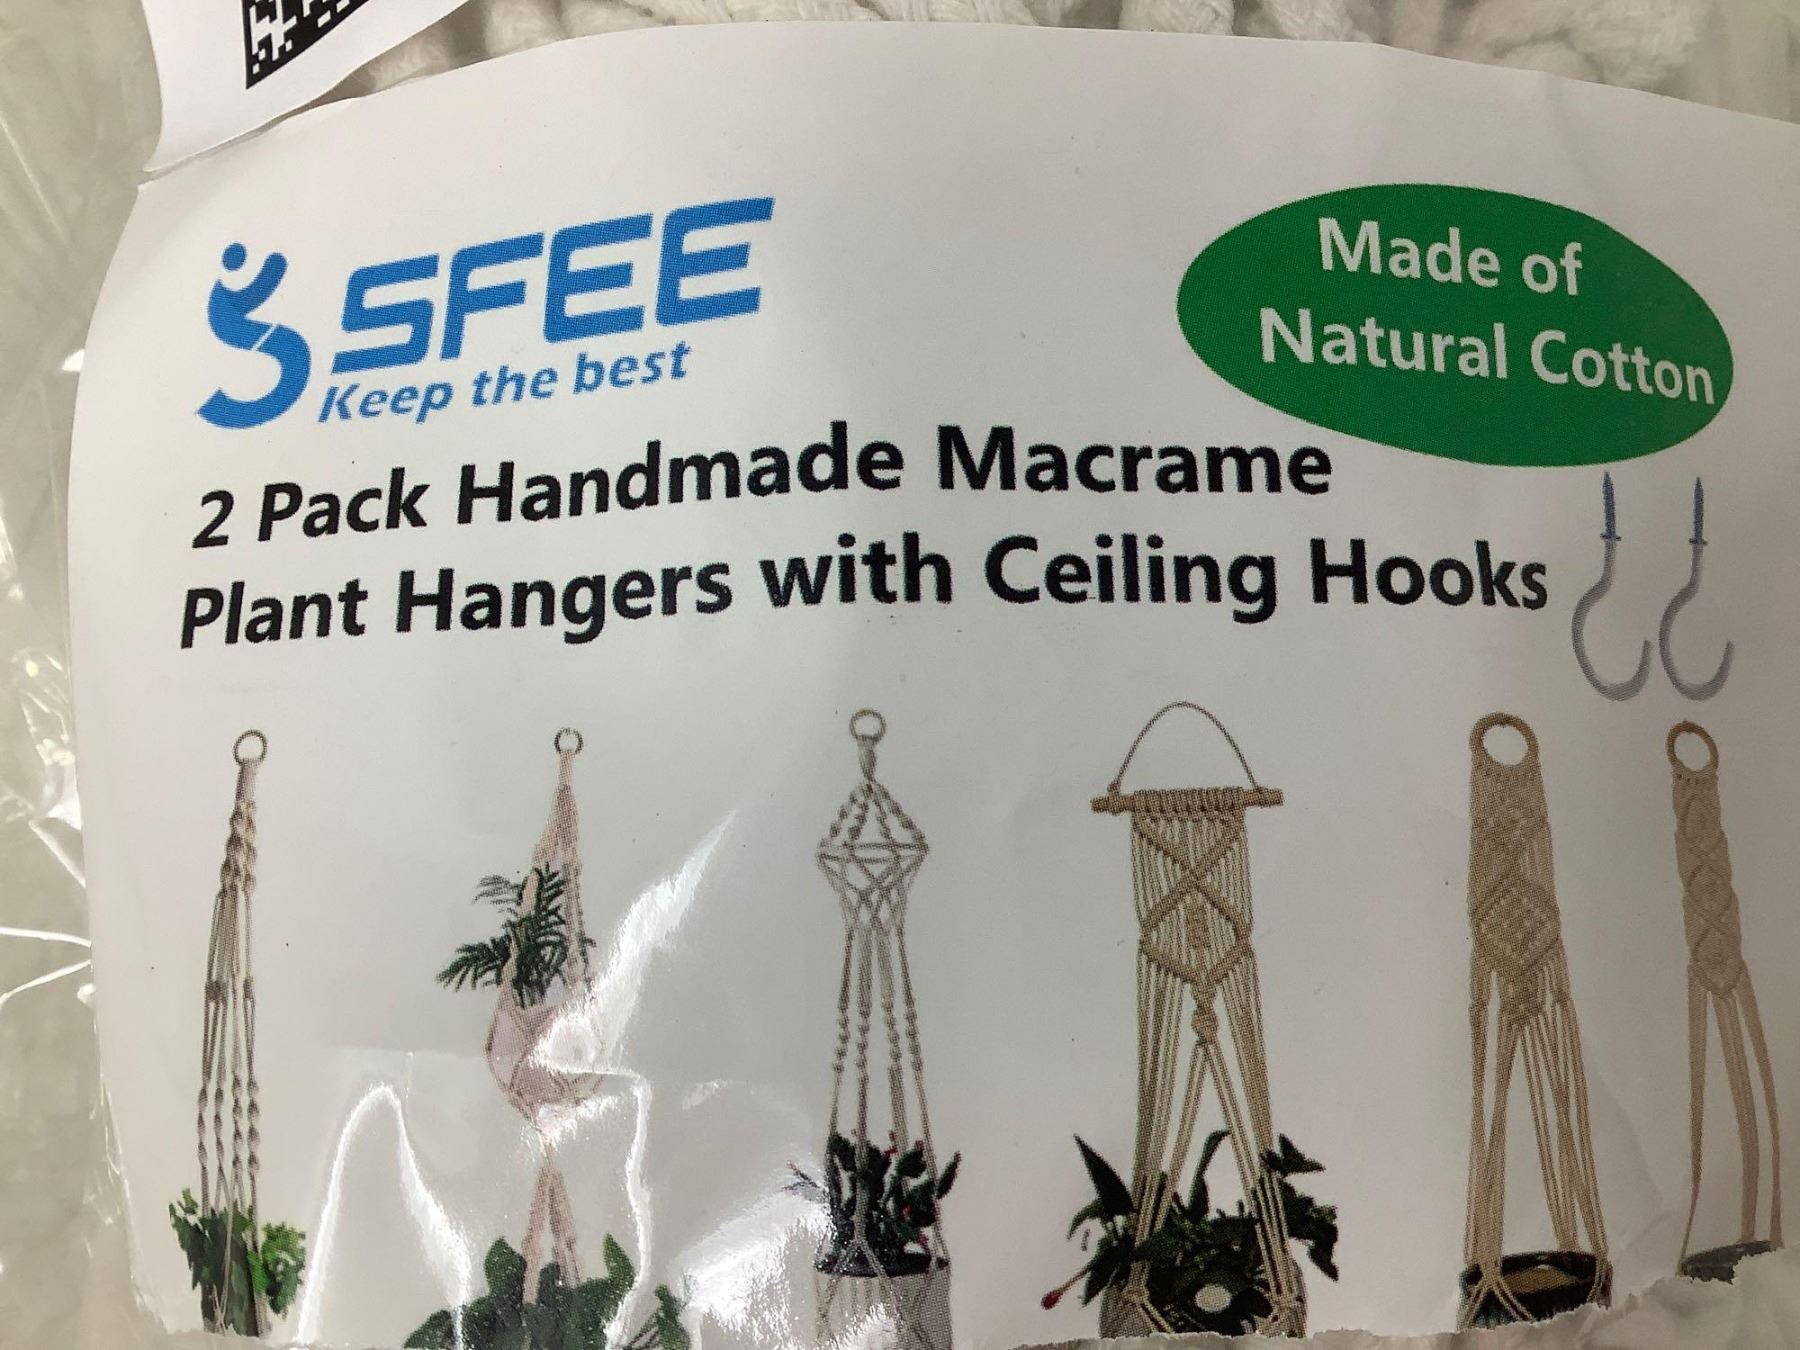 SFEE
Keep the best
Made of
Natural Cotton
2 Pack Handmade Macrame
Plant Hangers with Ceiling Hooks